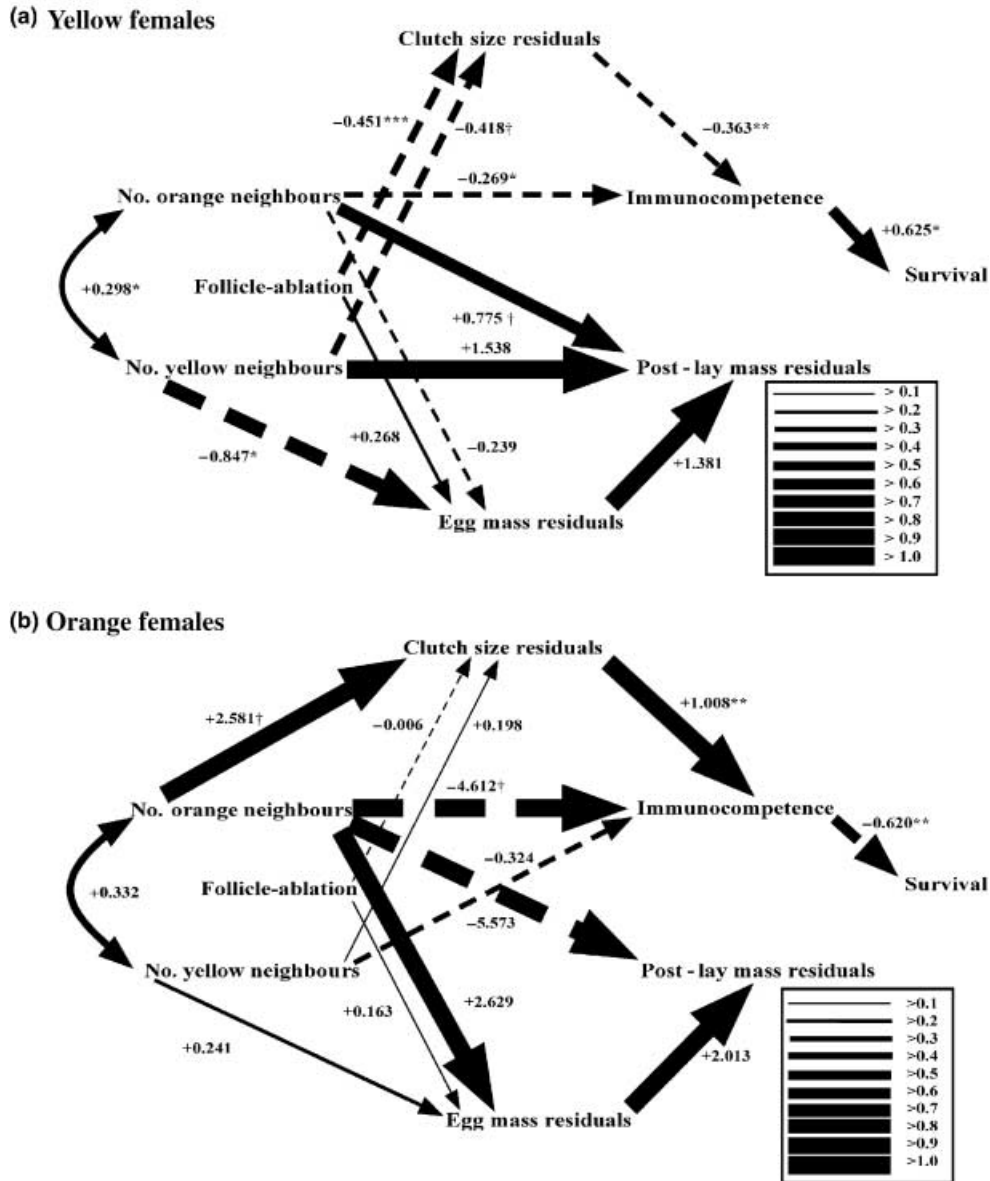 (a) Yellow females
Clutch size residuals
−0.451***
−0.418†
−0.363**
−0.269*
No. orange neighbours
Immunocompetence
+0.625*
Survival
+0.298*
Follicle-ablation
+0.775 †
+1.538
No. yellow neighbours
Post - lay mass residuals
> 0.1
> 0.2
> 0.3
> 0.4
> 0.5
> 0.6
> 0.7
> 0.8
> 0.9
> 1.0
+0.268
−0.239
−0.847*
+1.381
Egg mass residuals
(b) Orange females
Clutch size residuals
+2.581†
−0.006
+0.198
+1.008**
−4.612†
No. orange neighbours
Immunocompetence
−0.620**
−0.324
+0.332
Follicle-ablation
Survival
−5.573
No. yellow neighbours
Post - lay mass residuals
+0.163
+2.629
+0.241
+2.013
>0.1
>0.2
>0.3
>0.4
>0.5
>0.6
>0.7
>0.8
>0.9
>1.0
Egg mass residuals